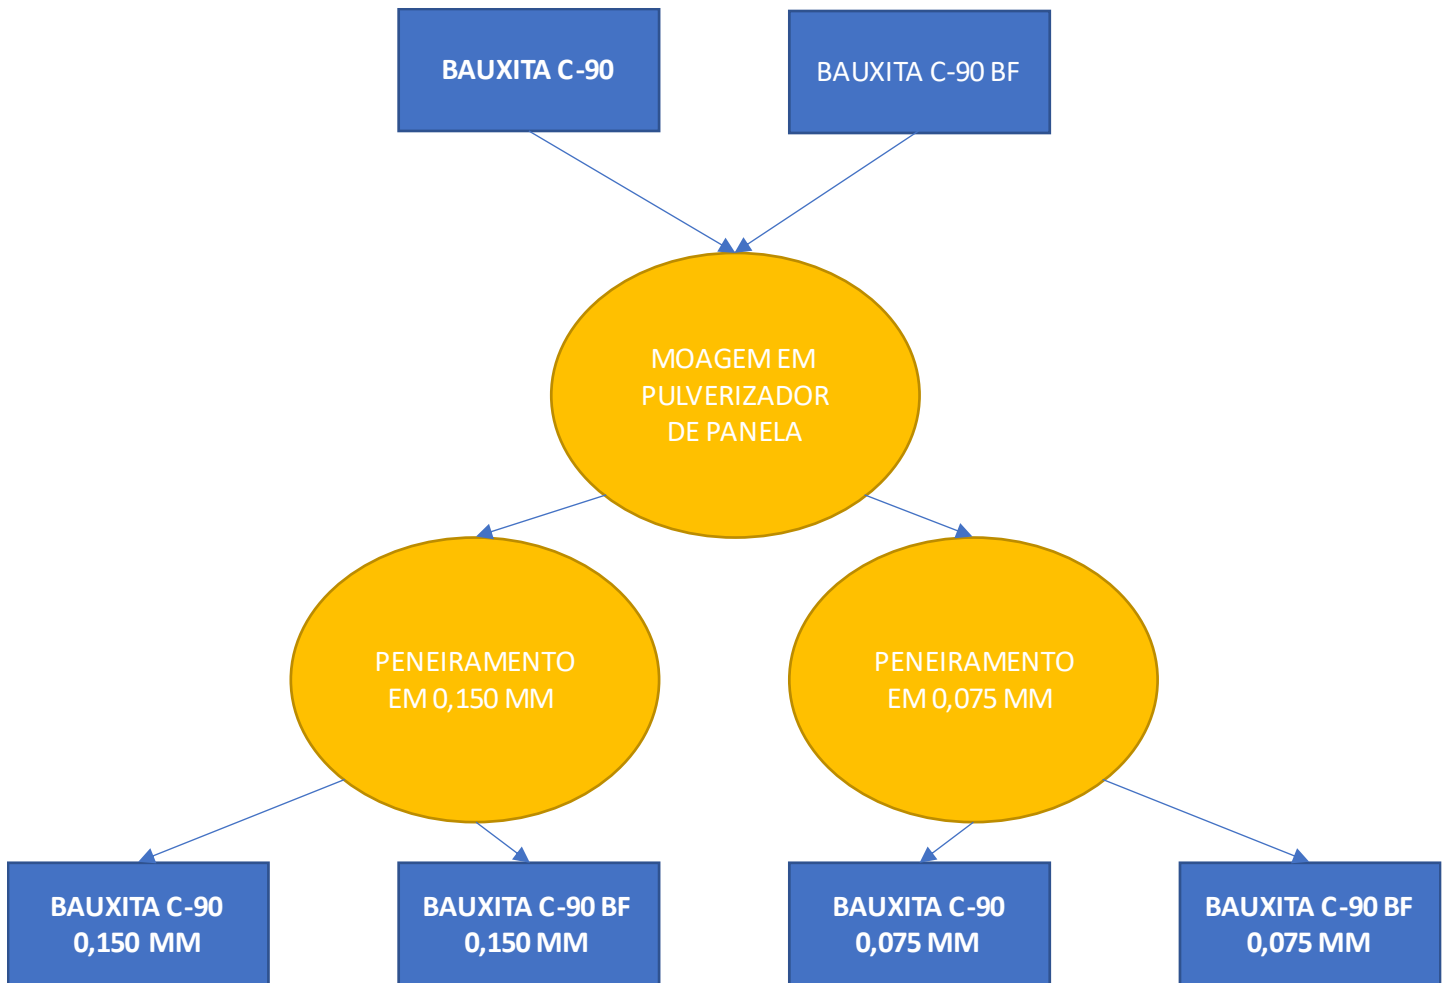 BAUXITA C-90
BAUXITA C-90 BF
MOAGEM EM
PULVERIZADOR
DE PANELA
PENEIRAMENTO
EM 0,150 MM
PENEIRAMENTO
EM 0,075 MM
BAUXITA C-90
0,150 MM
BAUXITA C-90 BF
0,150 MM
BAUXITA C-90
0,075 MM
BAUXITA C-90 BF
0,075 MM